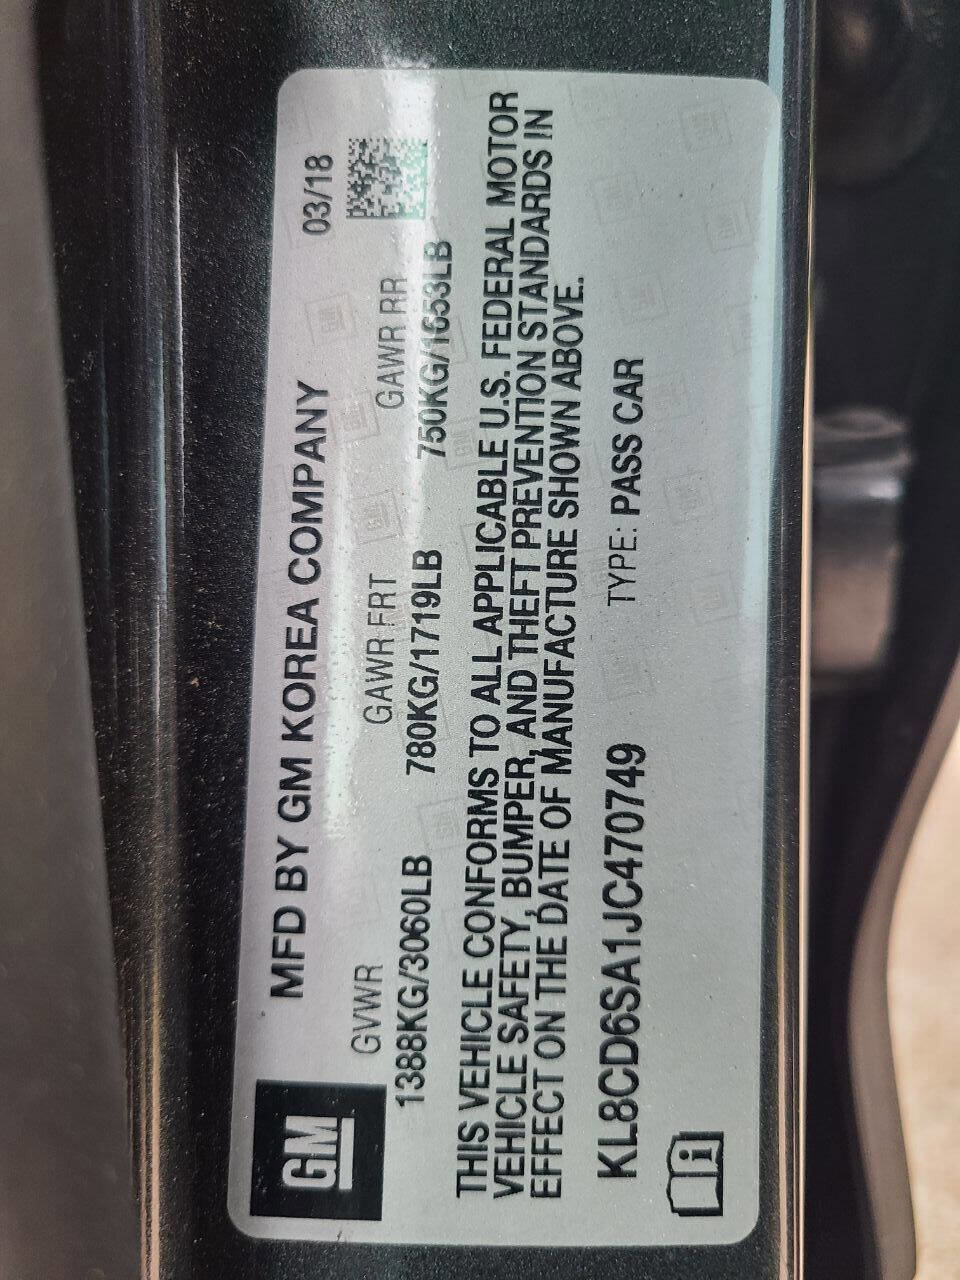 GM
MFD BY GM KOREA COMPANY
03/18
GVWR GAWR FRT GAWR RR
1388KG/3060LB 780KG/1719LB 750KG/1653LB
THIS VEHICLE CONFORMS TO ALL APPLICABLE U.S. FEDERAL MOTOR
VEHICLE SAFETY, BUMPER, AND THEFT PREVENTION STANDARDS IN
EFFECT ON THE DATE OF MANUFACTURE SHOWN ABOVE.
KL8CD6SA1JC470749 TYPE: PASS CAR